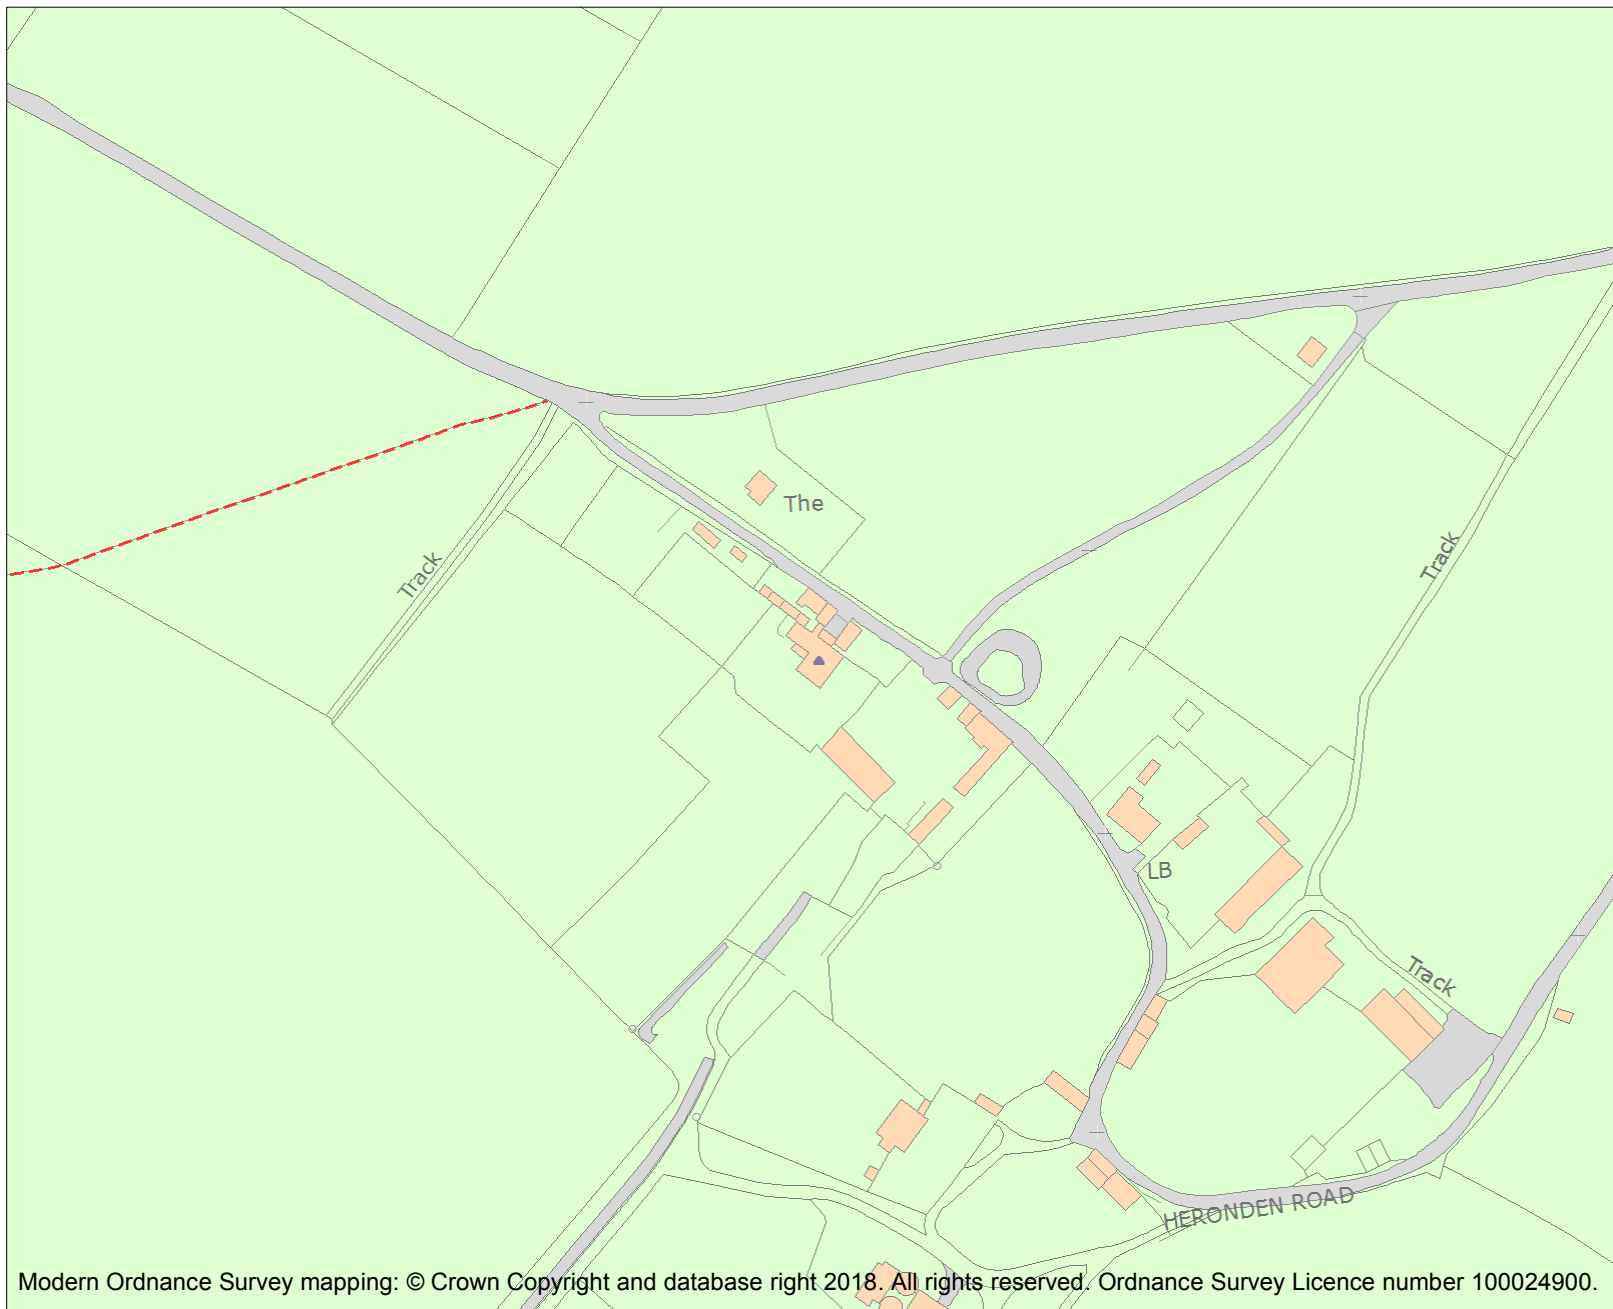 The
Track
Track
LB
Track
HERONDEN ROAD
Modern Ordnance Survey mapping: © Crown Copyright and database right 2018. All rights reserved. Ordnance Survey Licence number 100024900.